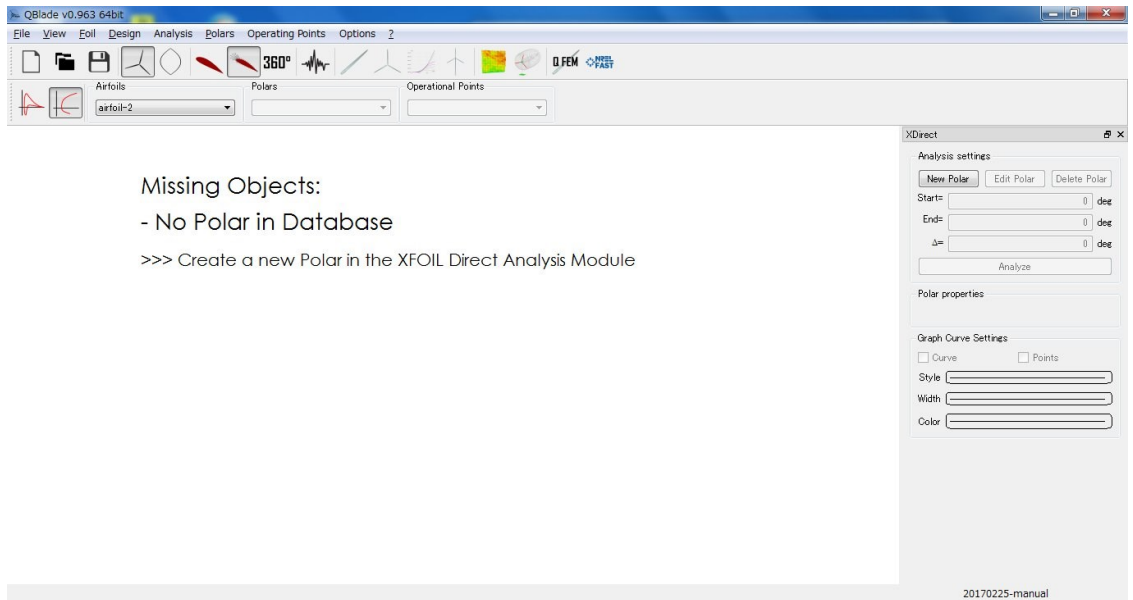 QBlade v0.963 64bit
File View Foil Design Analysis Polars Operating Points Options ?
360° Q FEM NREL FAST
Airfoils Polars Operational Points
airfoil-2
XDirect
Analysis settings
New Polar Edit Polar Delete Polar
Start= 0 deg
End= 0 deg
Δ= 0 deg
Analyze
Polar properties
Graph Curve Settings
Curve Points
Style
Width
Color
Missing Objects:
- No Polar in Database
>>> Create a new Polar in the XFOIL Direct Analysis Module
20170225-manual